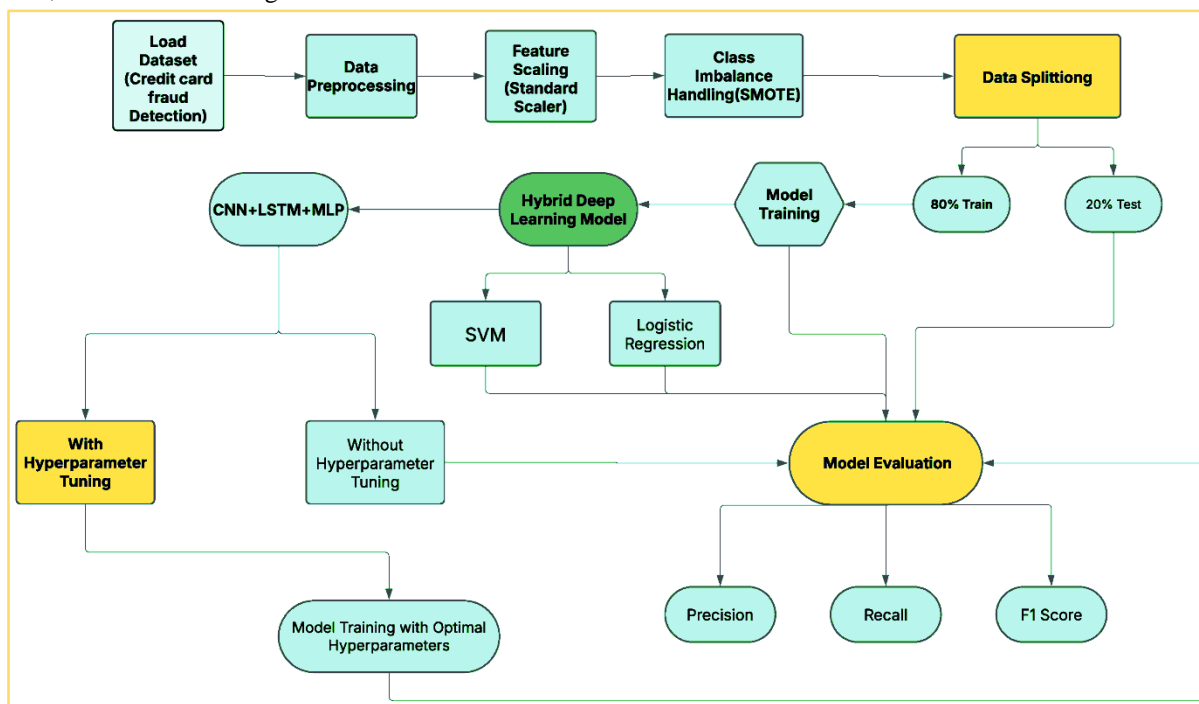 Load
Dataset
(Credit card
fraud
Detection)
Data
Preprocessing
Feature
Scaling
(Standard
Scaler)
Class
Imbalance
Handling(SMOTE)
Data Splittiong
CNN+LSTM+MLP
Hybrid Deep
Learning Model
Model
Training
80% Train
20% Test
SVM
Logistic
Regression
With
Hyperparameter
Tuning
Without
Hyperparameter
Tuning
Model Evaluation
Precision
Recall
F1 Score
Model Training with Optimal
Hyperparameters